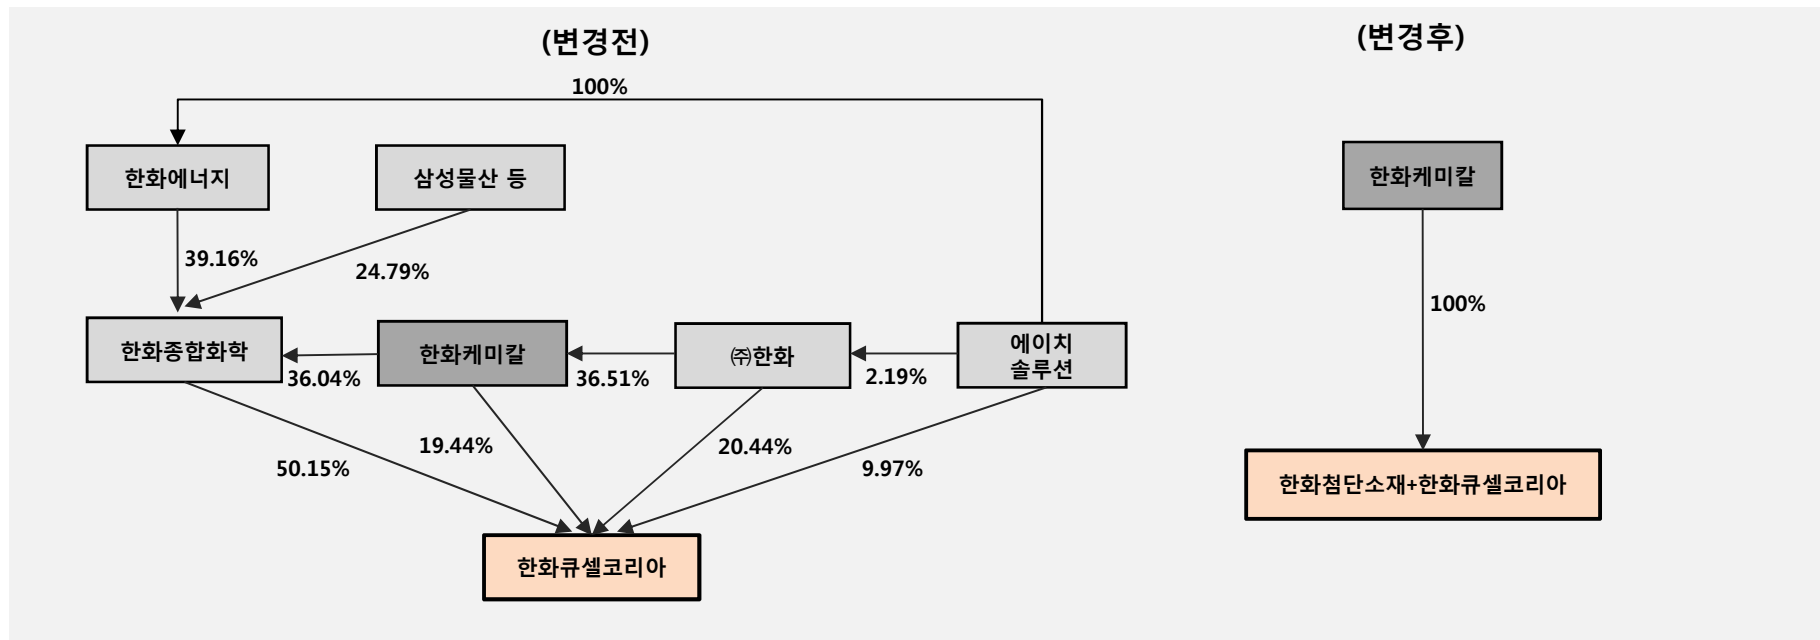 (변경전)
(변경후)
100%
한화에너지
삼성물산 등
한화케미칼
39.16%
24.79%
100%
한화종합화학
한화케미칼
㈜한화
에이치
솔루션
36.04%
36.51%
2.19%
50.15%
19.44%
20.44%
9.97%
한화첨단소재+한화큐셀코리아
한화큐셀코리아